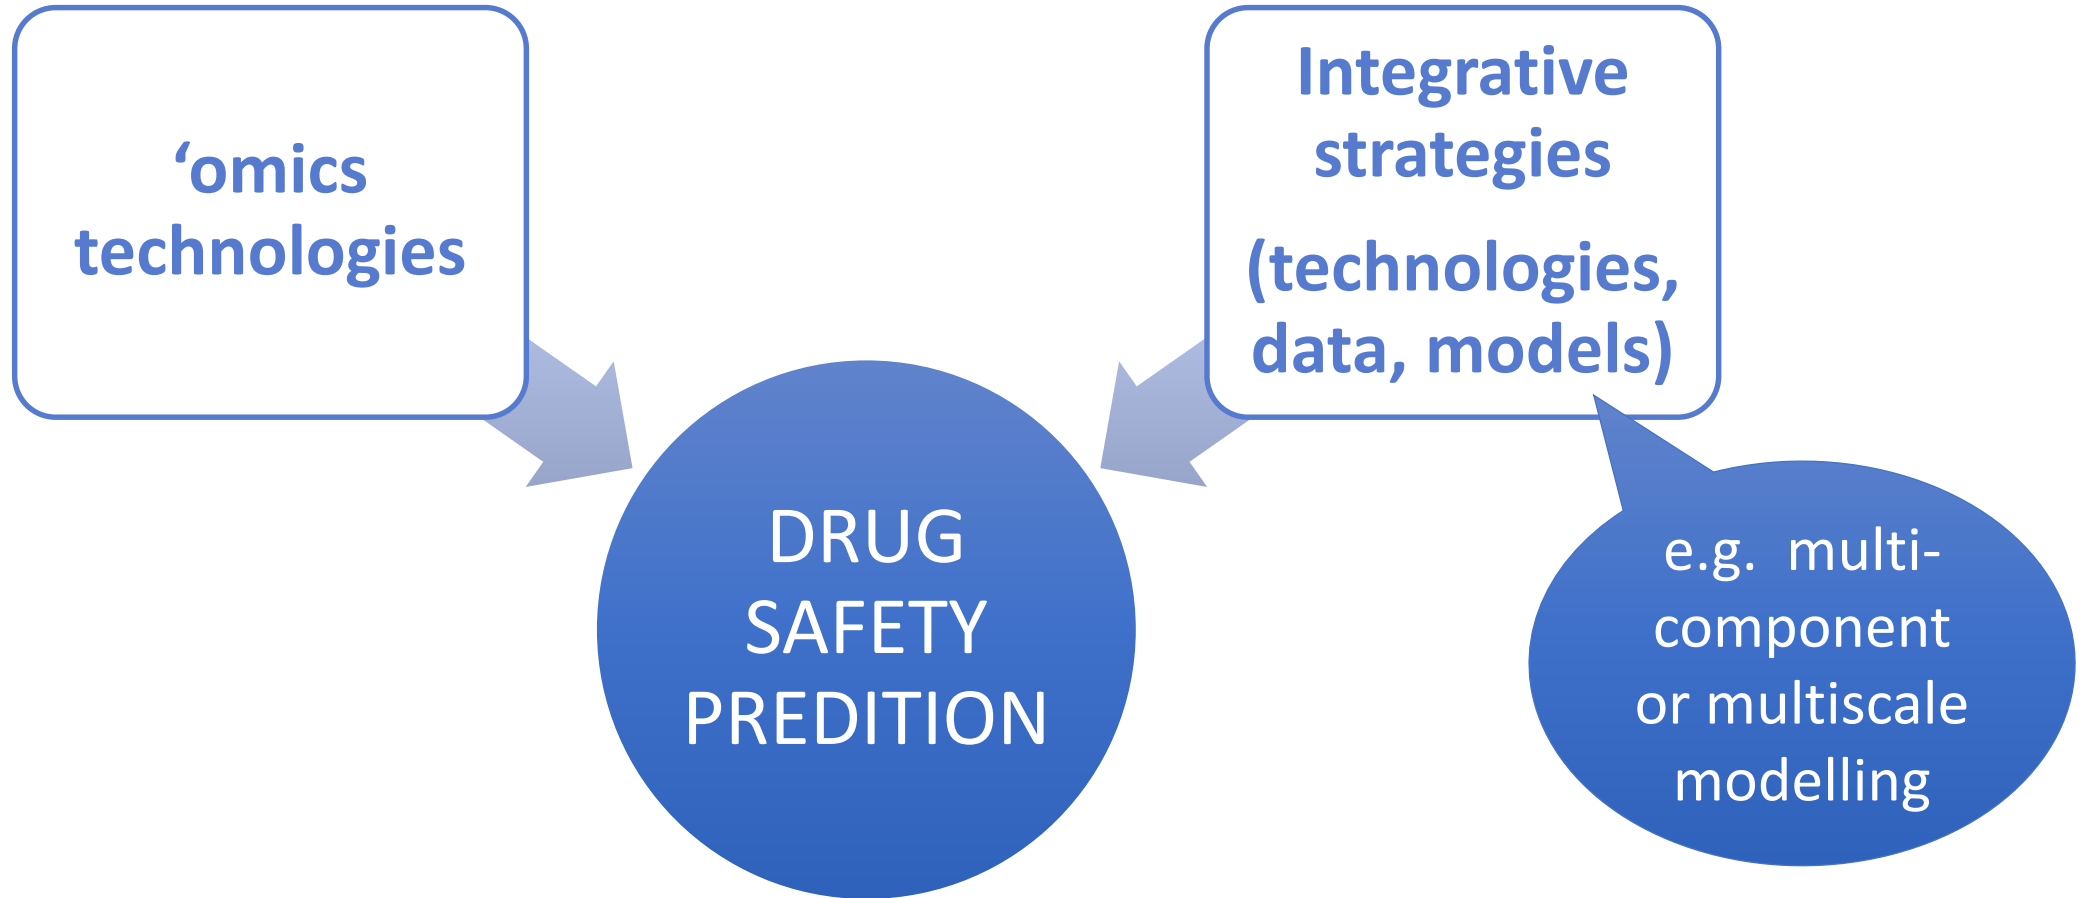 ‘omics
technologies
Integrative
strategies
(technologies,
data, models)
DRUG
SAFETY
PREDITION
e.g. multi-
component
or multiscale
modelling